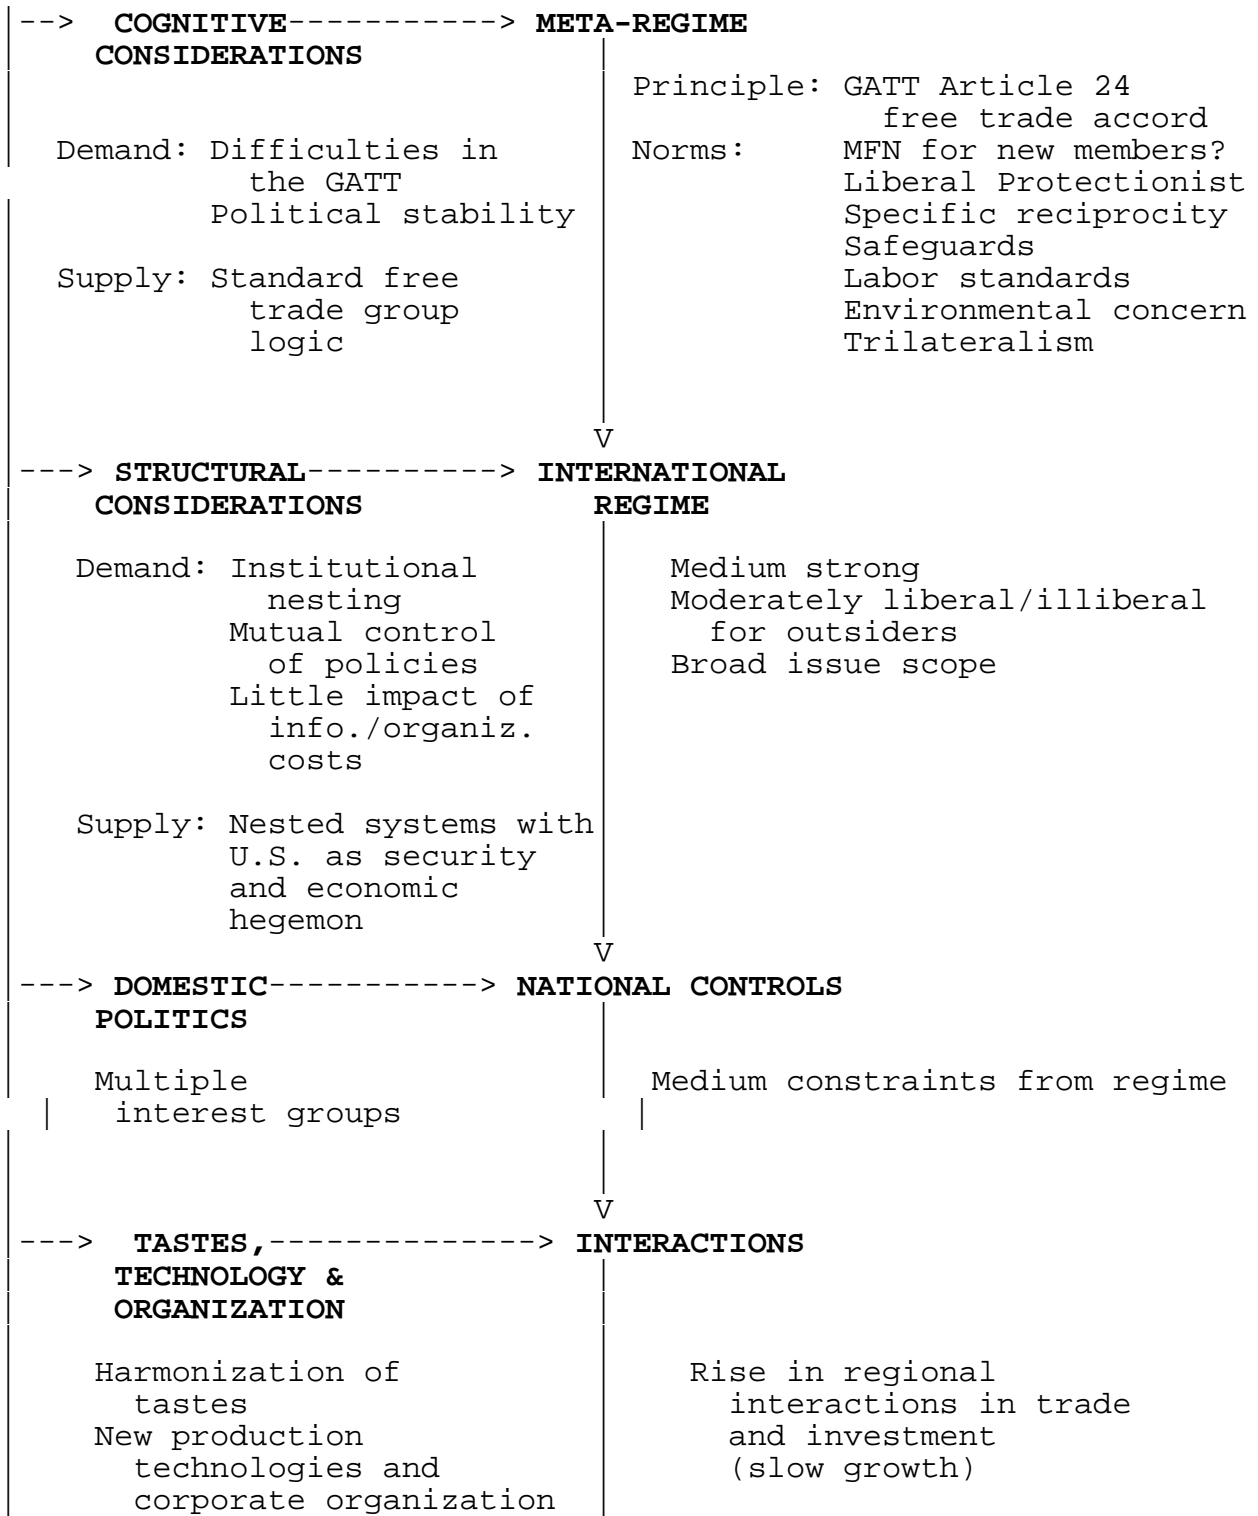 --> COGNITIVE-----------> META-REGIME
CONSIDERATIONS
Principle: GATT Article 24
free trade accord
Demand: Difficulties in Norms: MFN for new members?
the GATT Liberal Protectionist
Political stability Specific reciprocity
Safeguards
Supply: Standard free Labor standards
trade group Environmental concern
logic Trilateralism
V
---> STRUCTURAL----------> INTERNATIONAL
CONSIDERATIONS REGIME
Demand: Institutional Medium strong
nesting Moderately liberal/illiberal
Mutual control for outsiders
of policies Broad issue scope
Little impact of
info./organiz.
costs
Supply: Nested systems with
U.S. as security
and economic
hegemon
V
---> DOMESTIC-----------> NATIONAL CONTROLS
POLITICS
Multiple Medium constraints from regime
interest groups
V
---> TASTES,--------------> INTERACTIONS
TECHNOLOGY &
ORGANIZATION
Harmonization of Rise in regional
tastes interactions in trade
New production and investment
technologies and (slow growth)
corporate organization